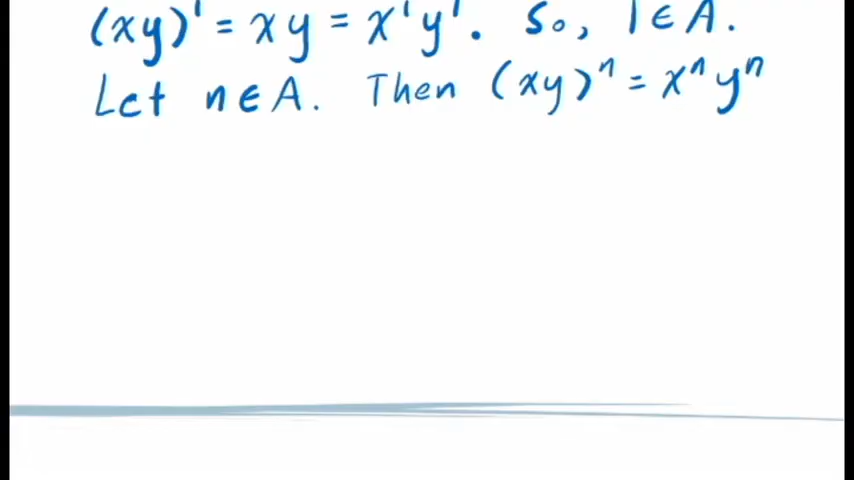 (xy)¹ = xy = x¹y¹. So, 1 ∈ A.
Let n ∈ A. Then (xy)ⁿ = xⁿyⁿ